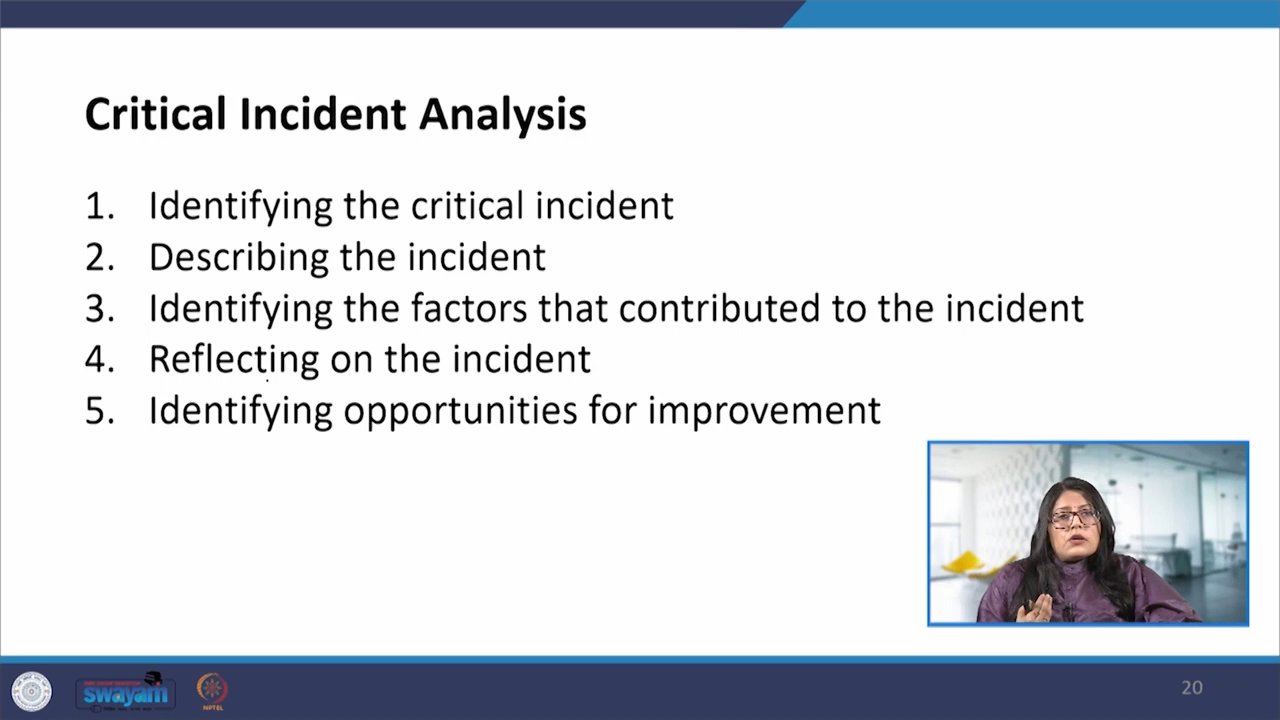 Critical Incident Analysis
1. Identifying the critical incident
2. Describing the incident
3. Identifying the factors that contributed to the incident
4. Reflecting on the incident
5. Identifying opportunities for improvement
swayam
NPTEL
20